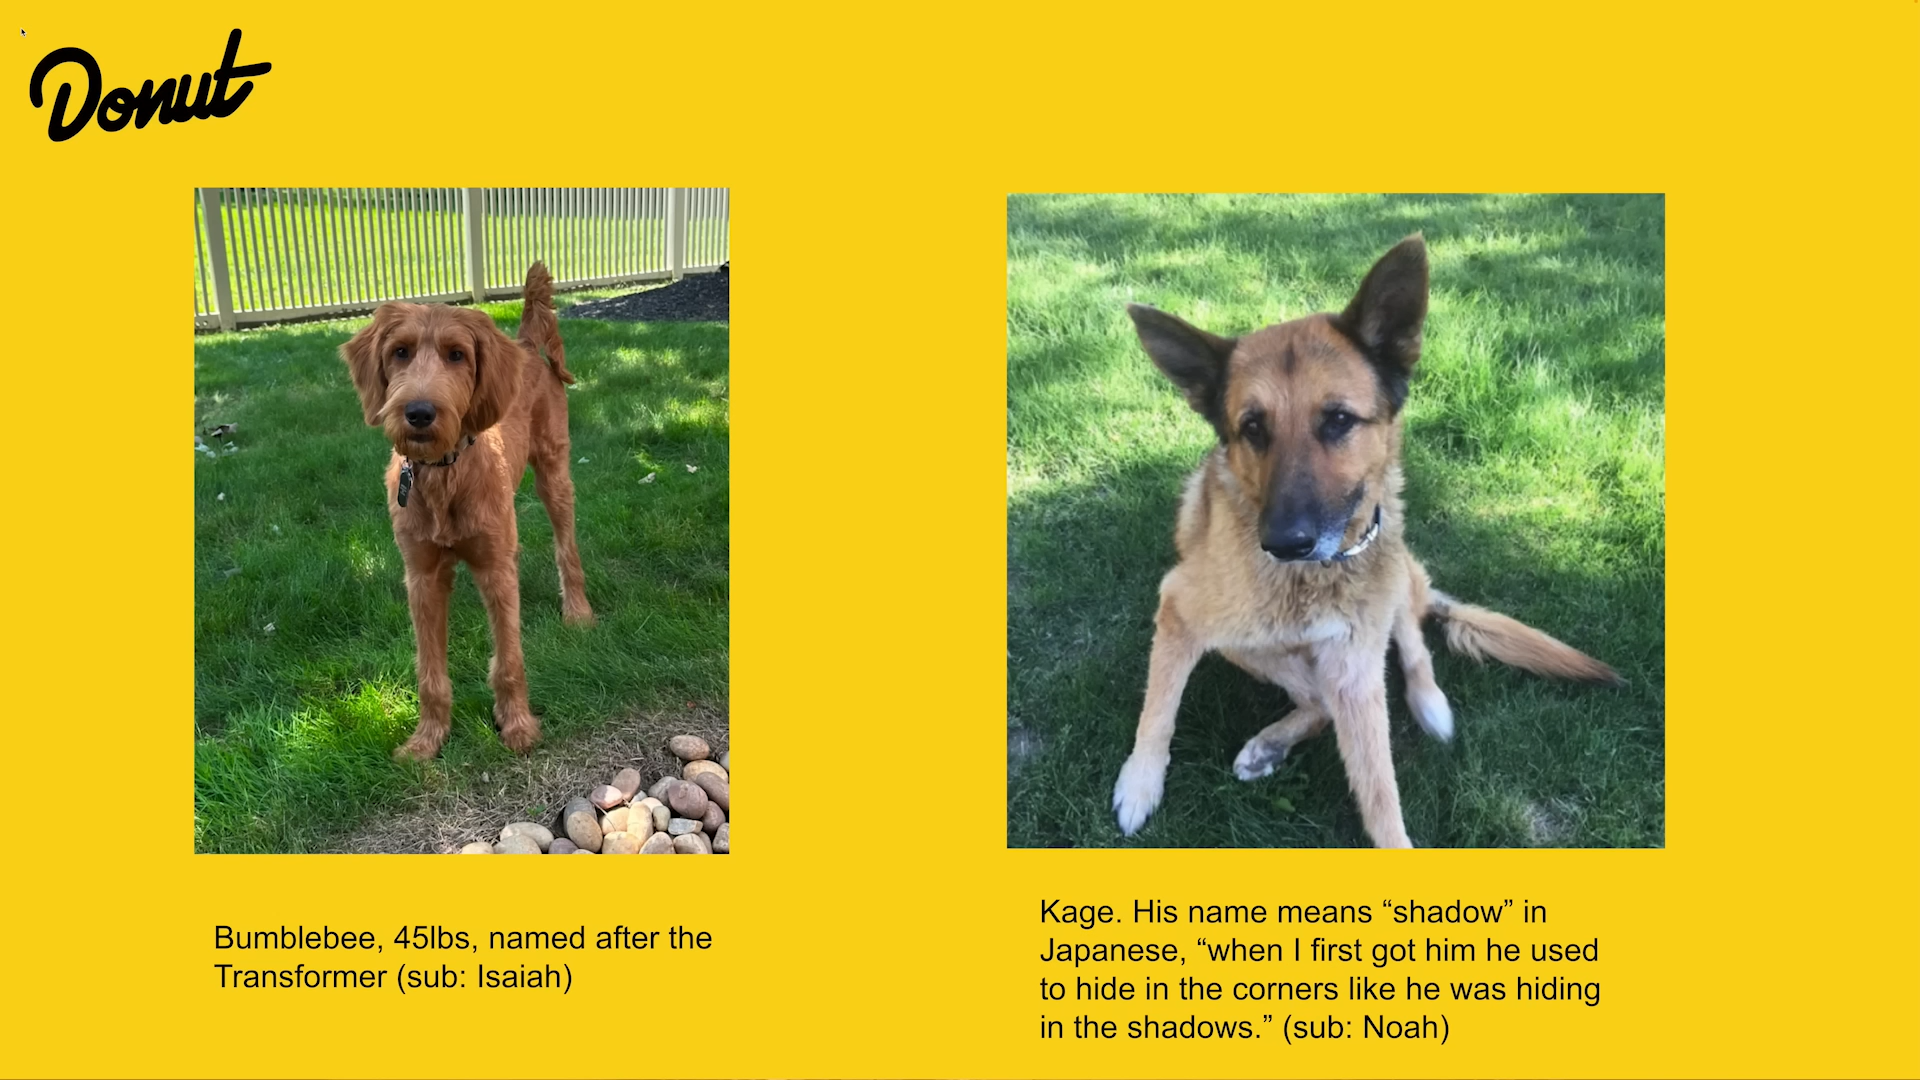 Donut
Bumblebee, 45lbs, named after the
Transformer (sub: Isaiah)
Kage. His name means “shadow” in
Japanese, “when I first got him he used
to hide in the corners like he was hiding
in the shadows.” (sub: Noah)